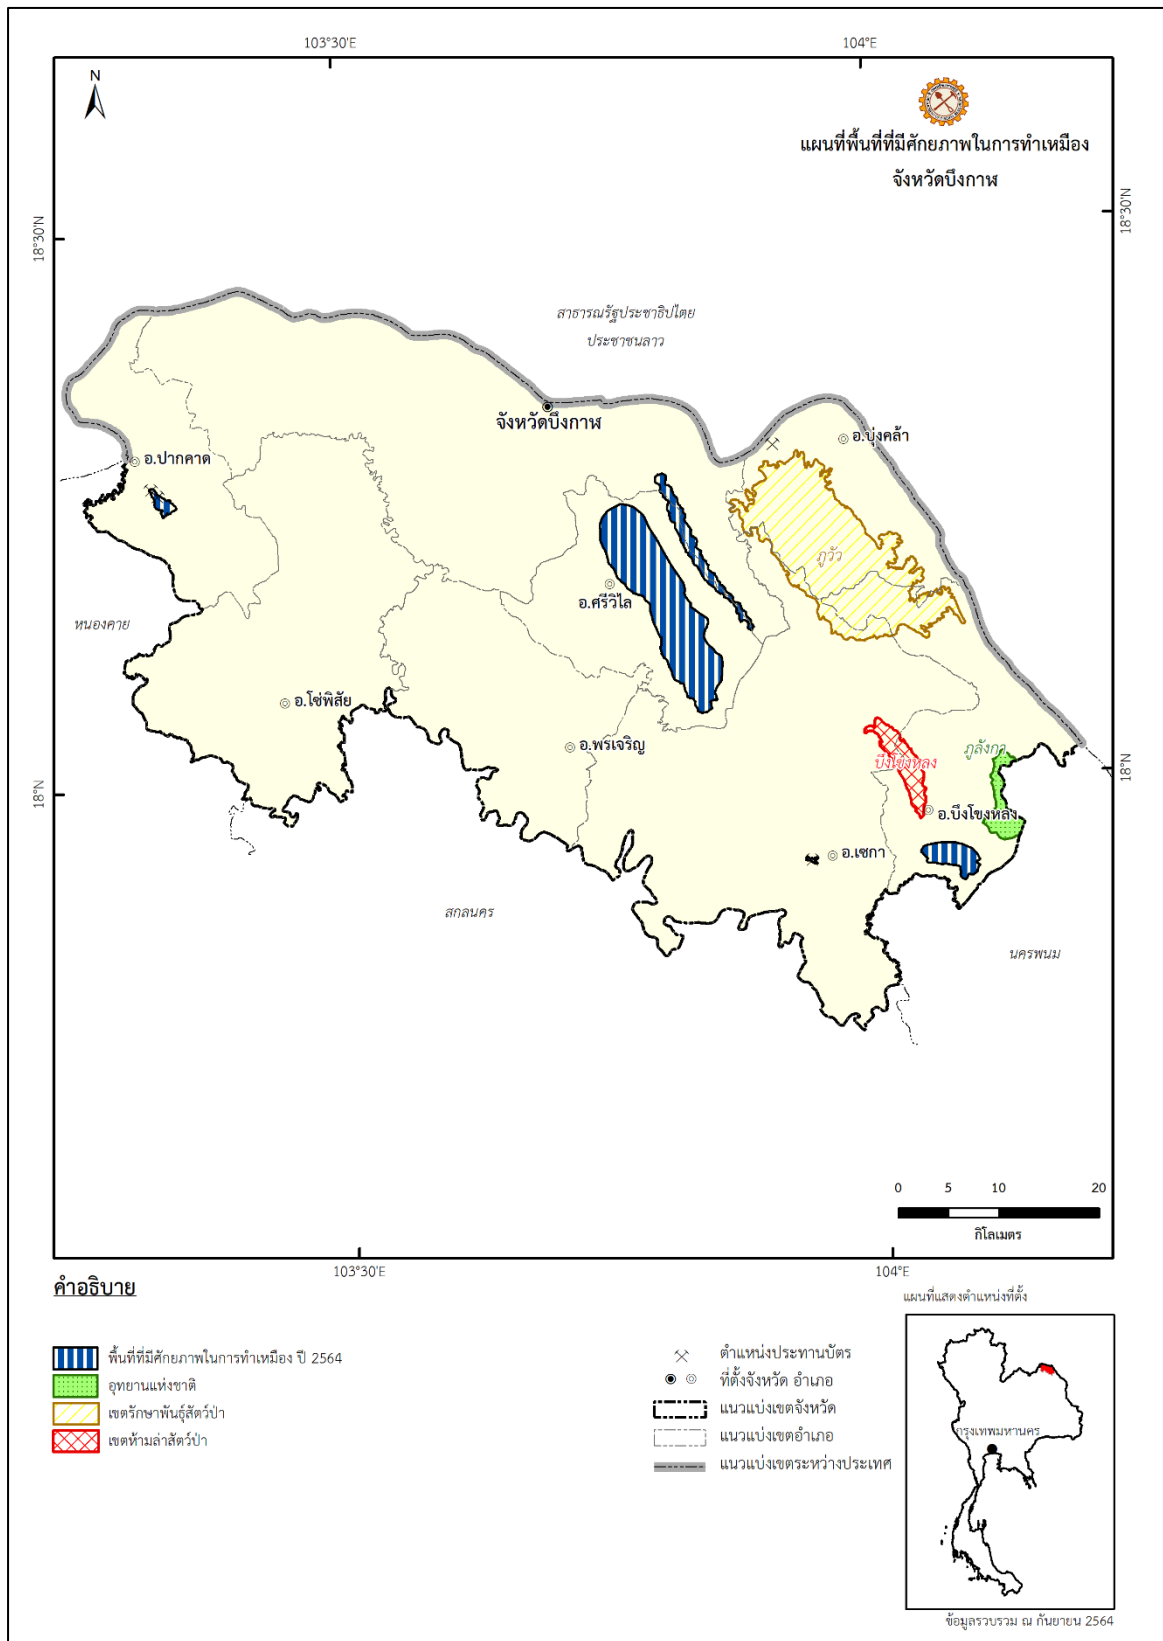 103°30'E
104°E
N
แผนที่พื้นที่ที่มีศักยภาพในการทำเหมือง
จังหวัดบึงกาฬ
18°30'N
18°30'N
สาธารณรัฐประชาธิปไตย
ประชาชนลาว
จังหวัดบึงกาฬ
อ.บุ่งคล้า
อ.ปากคาด
ภูวัว
อ.ศรีวิไล
หนองคาย
อ.โซ่พิสัย
อ.พรเจริญ
ภูลังกา
บึงโขงหลง
18°N
18°N
อ.บึงโขงหลง
อ.เซกา
สกลนคร
นครพนม
0 5 10 20
กิโลเมตร
103°30'E
104°E
คำอธิบาย
พื้นที่ที่มีศักยภาพในการทำเหมือง ปี 2564
อุทยานแห่งชาติ
เขตรักษาพันธุ์สัตว์ป่า
เขตห้ามล่าสัตว์ป่า
ตำแหน่งประทานบัตร
ที่ตั้งจังหวัด อำเภอ
แนวแบ่งเขตจังหวัด
แนวแบ่งเขตอำเภอ
แนวแบ่งเขตระหว่างประเทศ
แผนที่แสดงตำแหน่งที่ตั้ง
กรุงเทพมหานคร
ข้อมูลรวบรวม ณ กันยายน 2564